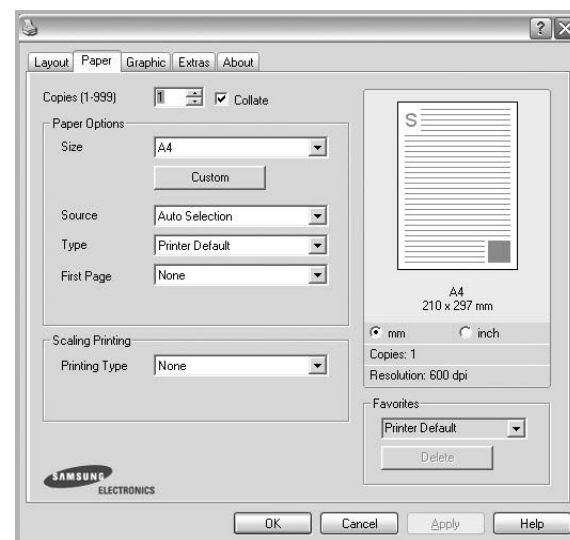 Layout Paper Graphic Extras About
Copies (1-999) 1 Collate
Paper Options
Size A4
Custom
Source Auto Selection
Type Printer Default
First Page None
Scaling Printing
Printing Type None
S
A4
210 x 297 mm
mm inch
Copies: 1
Resolution: 600 dpi
Favorites
Printer Default
Delete
SAMSUNG
ELECTRONICS
OK Cancel Apply Help